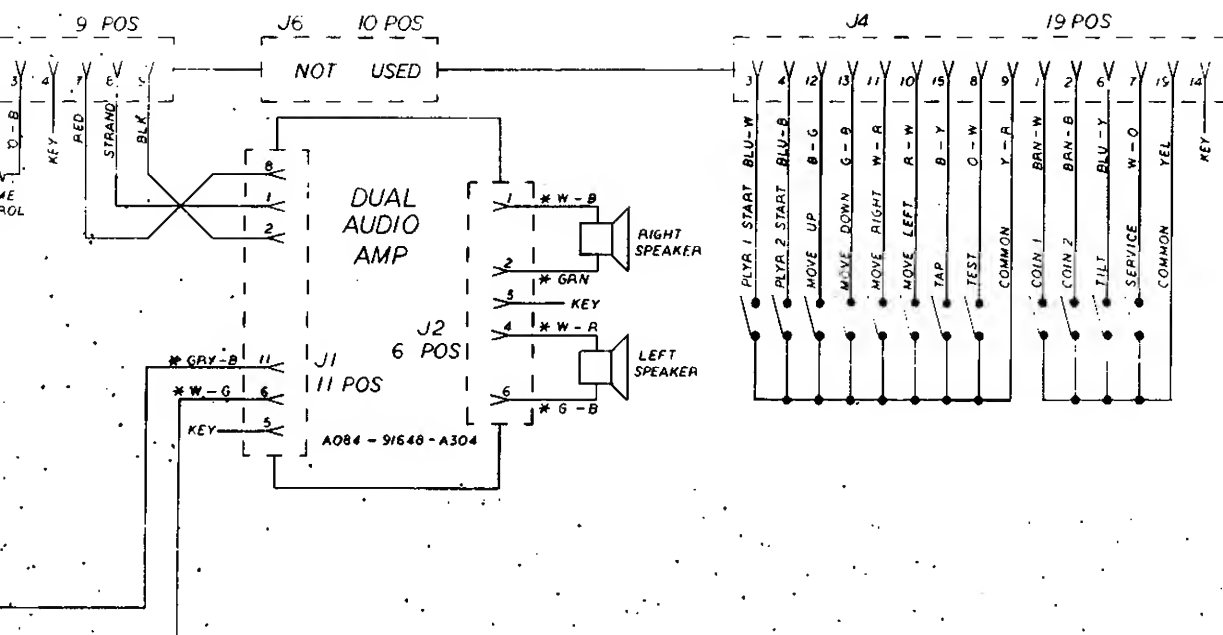 9 POS
J6 10 POS
J4 19 POS
NOT USED
3 4 7 8
O-B
KEY
RED
STRAND
BLK
3 4 12 13 11 10 15 8 9 1 2 6 7 19 14
PLYR 1 START BLU-W
PLYR 2 START BLU-B
MOVE UP B-G
MOVE DOWN G-B
MOVE RIGHT W-R
MOVE LEFT R-W
TAP B-Y
TEST O-W
COMMON Y-R
COIN 1 BRN-W
COIN 2 BRN-B
TILT BLU-Y
SERVICE W-O
COMMON YEL
KEY
8
1
2
DUAL
AUDIO
AMP
1 * W-B
RIGHT
SPEAKER
2
* GRN
3 KEY
J2
6 POS
4 * W-R
LEFT
SPEAKER
6
* G-B
* GRY-B 11
J1
11 POS
* W-G 6
KEY 5
A084-91648-A304